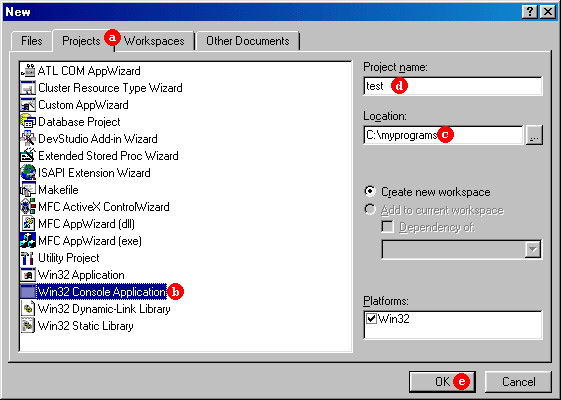 New
Files Projects a Workspaces Other Documents
ATL COM AppWizard
Cluster Resource Type Wizard
Custom AppWizard
Database Project
DevStudio Add-in Wizard
Extended Stored Proc Wizard
ISAPI Extension Wizard
Makefile
MFC ActiveX ControlWizard
MFC AppWizard (dll)
MFC AppWizard (exe)
Utility Project
Win32 Application
Win32 Console Application b
Win32 Dynamic-Link Library
Win32 Static Library
Project name:
test d
Location:
C:\myprograms c ...
Create new workspace
Add to current workspace
Dependency of:
Platforms:
Win32
OK e Cancel